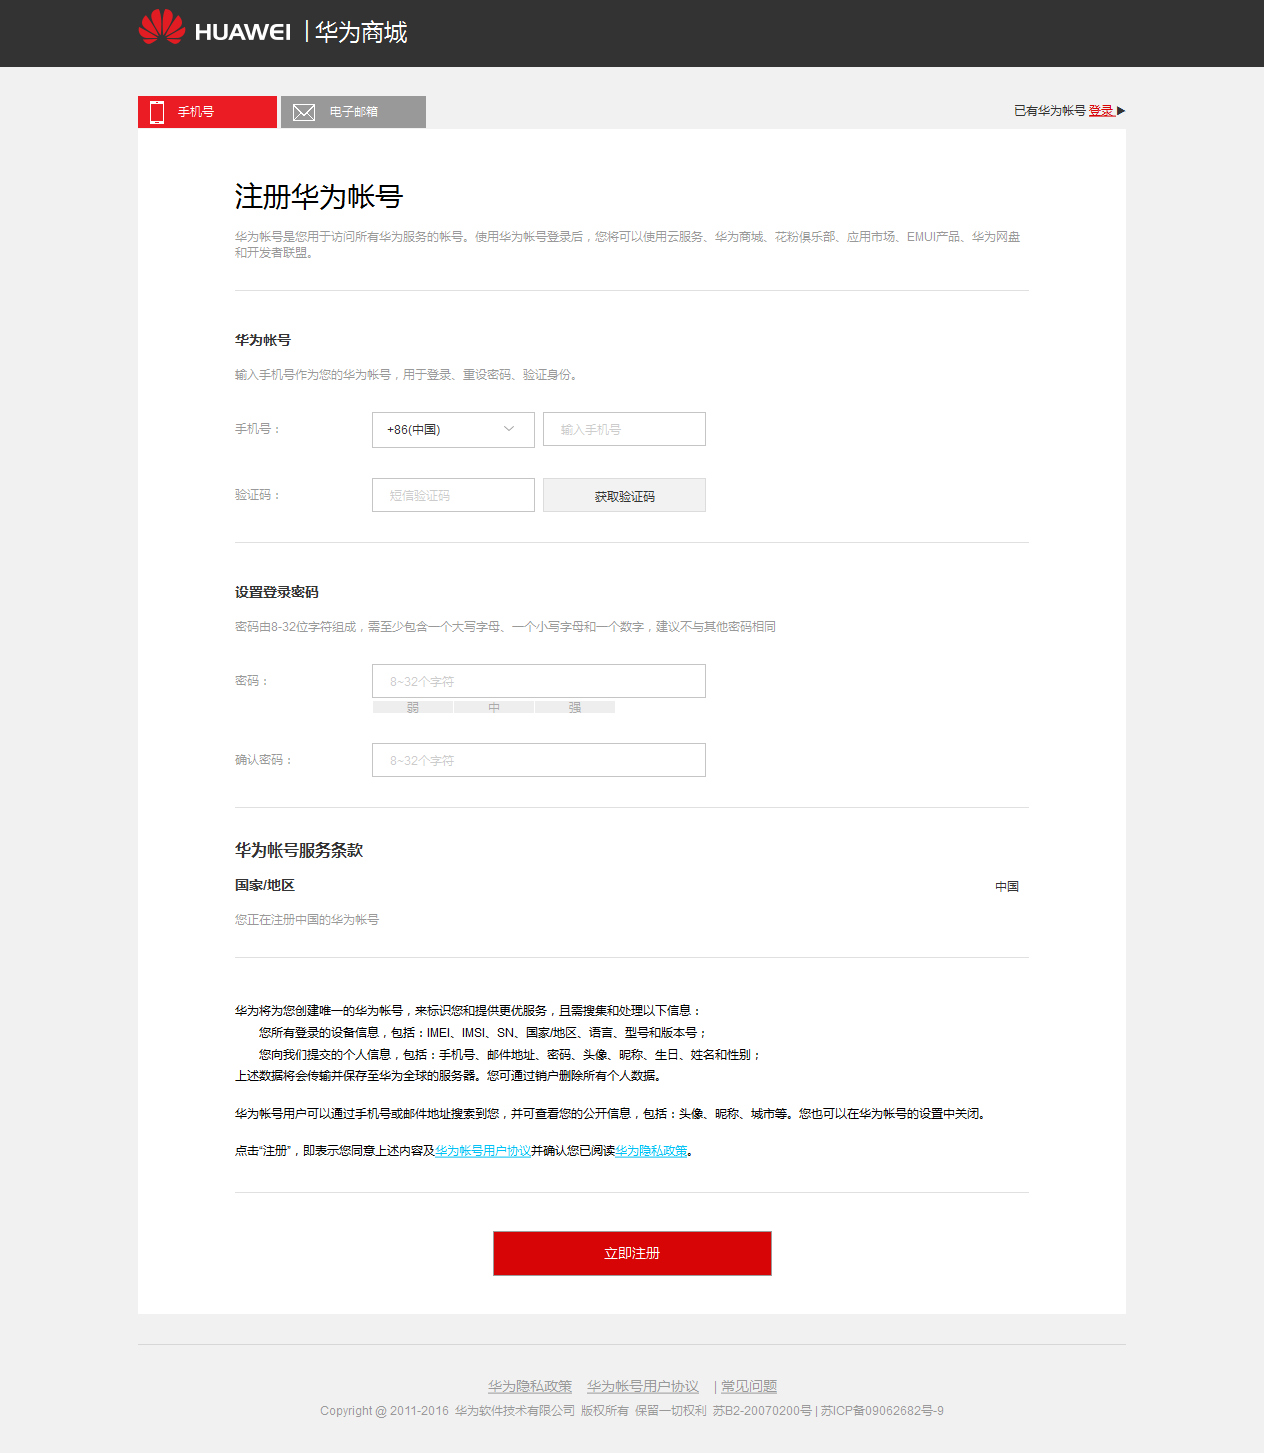 HUAWEI | 华为商城
手机号 电子邮箱 已有华为帐号 登录
注册华为帐号
华为帐号是您用于访问所有华为服务的帐号。使用华为帐号登录后，您将可以使用云服务、华为商城、花粉俱乐部、应用市场、EMUI产品、华为网盘
和开发者联盟。
华为帐号
输入手机号作为您的华为帐号，用于登录、重设密码、验证身份。
手机号： +86(中国) 输入手机号
验证码： 短信验证码 获取验证码
设置登录密码
密码由8-32位字符组成，需至少包含一个大写字母、一个小写字母和一个数字，建议不与其他密码相同
密码： 8~32个字符
弱 中 强
确认密码： 8~32个字符
华为帐号服务条款
国家/地区 中国
您正在注册中国的华为帐号
华为将为您创建唯一的华为帐号，来标识您和提供更优服务，且需搜集和处理以下信息：
您所有登录的设备信息，包括：IMEI、IMSI、SN、国家/地区、语言、型号和版本号；
您向我们提交的个人信息，包括：手机号、邮件地址、密码、头像、昵称、生日、姓名和性别；
上述数据将会传输并保存至华为全球的服务器。您可通过销户删除所有个人数据。
华为帐号用户可以通过手机号或邮件地址搜索到您，并可查看您的公开信息，包括：头像、昵称、城市等。您也可以在华为帐号的设置中关闭。
点击“注册”，即表示您同意上述内容及华为帐号用户协议并确认您已阅读华为隐私政策。
立即注册
华为隐私政策 华为帐号用户协议 | 常见问题
Copyright @ 2011-2016 华为软件技术有限公司 版权所有 保留一切权利 苏B2-20070200号 | 苏ICP备09062682号-9